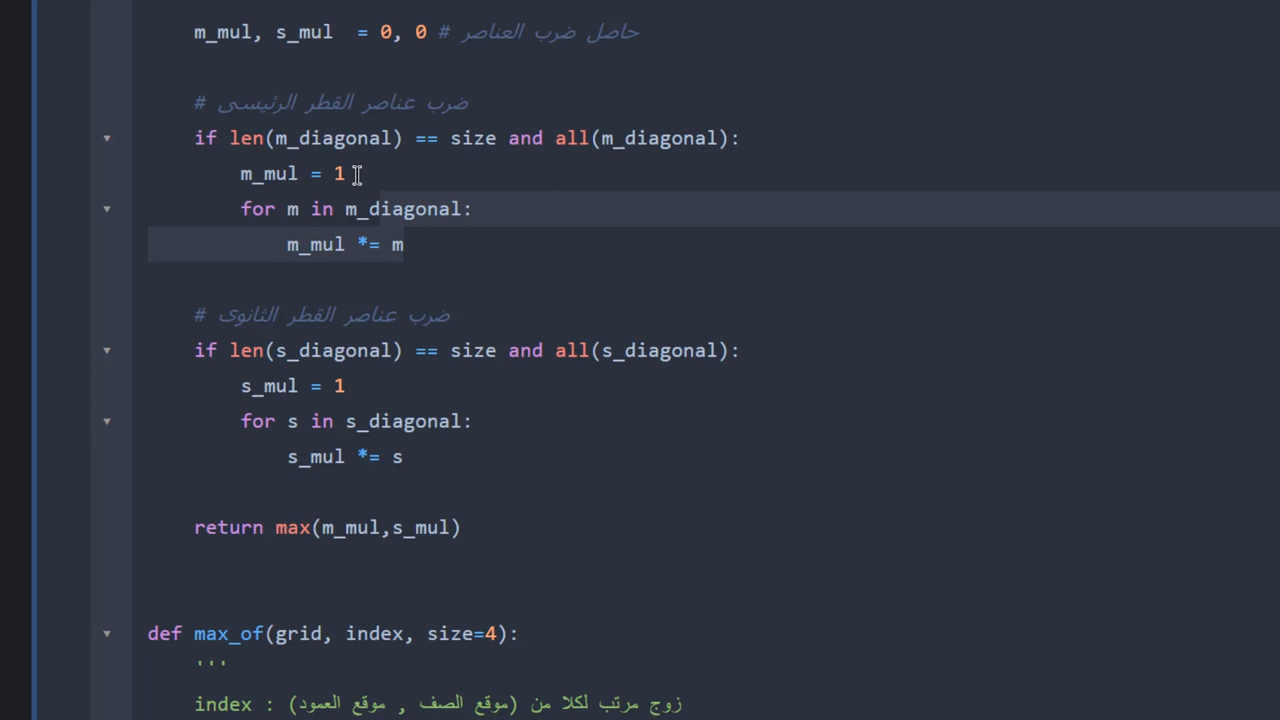 m_mul, s_mul  = 0, 0 # حاصل ضرب العناصر
# ضرب عناصر القطر الرئيسى
if len(m_diagonal) == size and all(m_diagonal):
m_mul = 1
for m in m_diagonal:
m_mul *= m
# ضرب عناصر القطر الثانوى
if len(s_diagonal) == size and all(s_diagonal):
s_mul = 1
for s in s_diagonal:
s_mul *= s
return max(m_mul,s_mul)
def max_of(grid, index, size=4):
'''
index : (موقع الصف , موقع العمود) زوج مرتب لكلا من